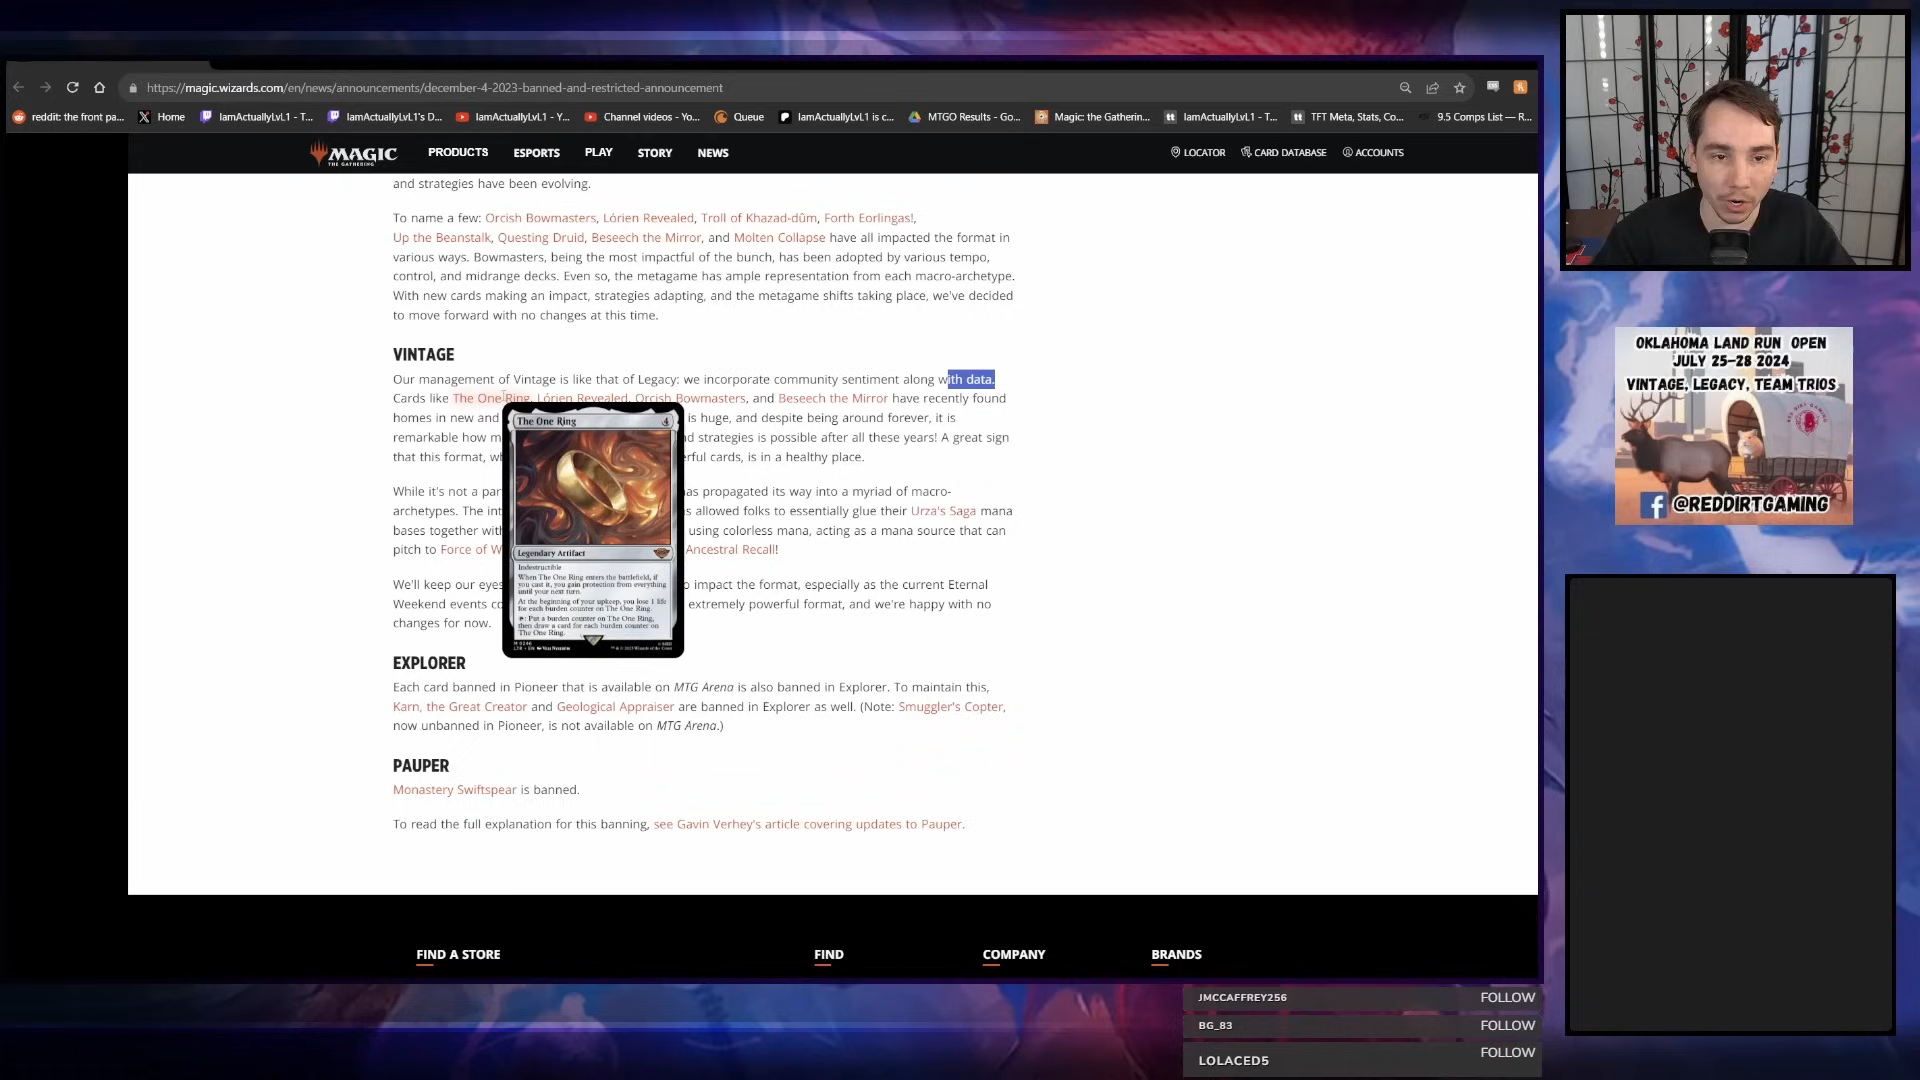 https://magic.wizards.com/en/news/announcements/december-4-2023-banned-and-restricted-announcement
reddit: the front pa...
Home
IamActuallyLvL1 - T...
IamActuallyLvL1's D...
IamActuallyLvL1 - Y...
Channel videos - Yo...
Queue
IamActuallyLvL1 is c...
MTGO Results - Go...
Magic: the Gatherin...
IamActuallyLvL1 - T...
TFT Meta, Stats, Co...
9.5 Comps List — R...
MAGIC
THE GATHERING
PRODUCTS
ESPORTS
PLAY
STORY
NEWS
LOCATOR
CARD DATABASE
ACCOUNTS
and strategies have been evolving.
To name a few: Orcish Bowmasters, Lórien Revealed, Troll of Khazad-dûm, Forth Eorlingas!,
Up the Beanstalk, Questing Druid, Beseech the Mirror, and Molten Collapse have all impacted the format in
various ways. Bowmasters, being the most impactful of the bunch, has been adopted by various tempo,
control, and midrange decks. Even so, the metagame has ample representation from each macro-archetype.
With new cards making an impact, strategies adapting, and the metagame shifts taking place, we've decided
to move forward with no changes at this time.
VINTAGE
Our management of Vintage is like that of Legacy: we incorporate community sentiment along with data.
Cards like The One Ring, Lórien Revealed, Orcish Bowmasters, and Beseech the Mirror have recently found
homes in new and is huge, and despite being around forever, it is
remarkable how m nd strategies is possible after all these years! A great sign
that this format, wh erful cards, is in a healthy place.
While it's not a par as propagated its way into a myriad of macro-
archetypes. The int s allowed folks to essentially glue their Urza's Saga mana
bases together with using colorless mana, acting as a mana source that can
pitch to Force of W Ancestral Recall!
We'll keep our eyes o impact the format, especially as the current Eternal
Weekend events co extremely powerful format, and we're happy with no
changes for now.
The One Ring 4
Legendary Artifact
Indestructible
When The One Ring enters the battlefield, if
you cast it, you gain protection from everything
until your next turn.
At the beginning of your upkeep, you lose 1 life
for each burden counter on The One Ring.
: Put a burden counter on The One Ring,
then draw a card for each burden counter on
The One Ring.
EXPLORER
Each card banned in Pioneer that is available on MTG Arena is also banned in Explorer. To maintain this,
Karn, the Great Creator and Geological Appraiser are banned in Explorer as well. (Note: Smuggler's Copter,
now unbanned in Pioneer, is not available on MTG Arena.)
PAUPER
Monastery Swiftspear is banned.
To read the full explanation for this banning, see Gavin Verhey's article covering updates to Pauper.
FIND A STORE
FIND
COMPANY
BRANDS
OKLAHOMA LAND RUN OPEN
JULY 25-28 2024
VINTAGE, LEGACY, TEAM TRIOS
@REDDIRTGAMING
JMCCAFFREY256 FOLLOW
BG_83 FOLLOW
LOLACED5 FOLLOW